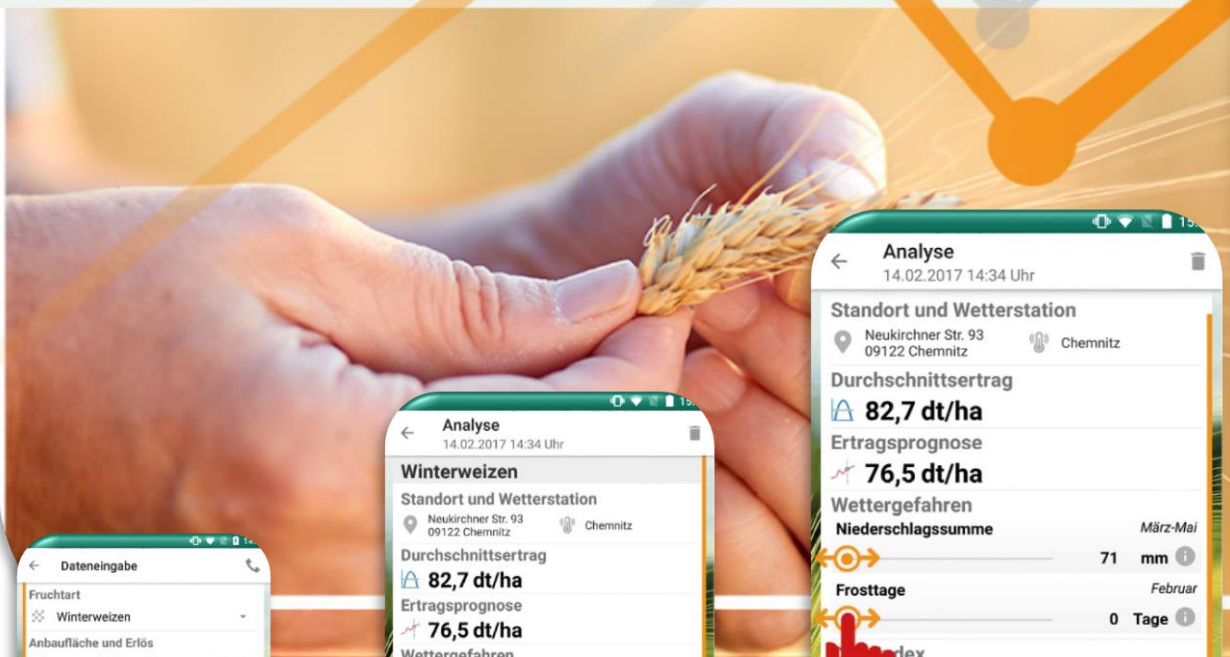 Dateneingabe
Fruchtart
Winterweizen
Anbaufläche und Erlös
Analyse
14.02.2017 14:34 Uhr
Winterweizen
Standort und Wetterstation
Neukirchner Str. 93
09122 Chemnitz
Chemnitz
Durchschnittsertrag
82,7 dt/ha
Ertragsprognose
76,5 dt/ha
Wettergefahren
Analyse
14.02.2017 14:34 Uhr
Standort und Wetterstation
Neukirchner Str. 93
09122 Chemnitz
Chemnitz
Durchschnittsertrag
82,7 dt/ha
Ertragsprognose
76,5 dt/ha
Wettergefahren
Niederschlagssumme März-Mai
71 mm
Frosttage Februar
0 Tage